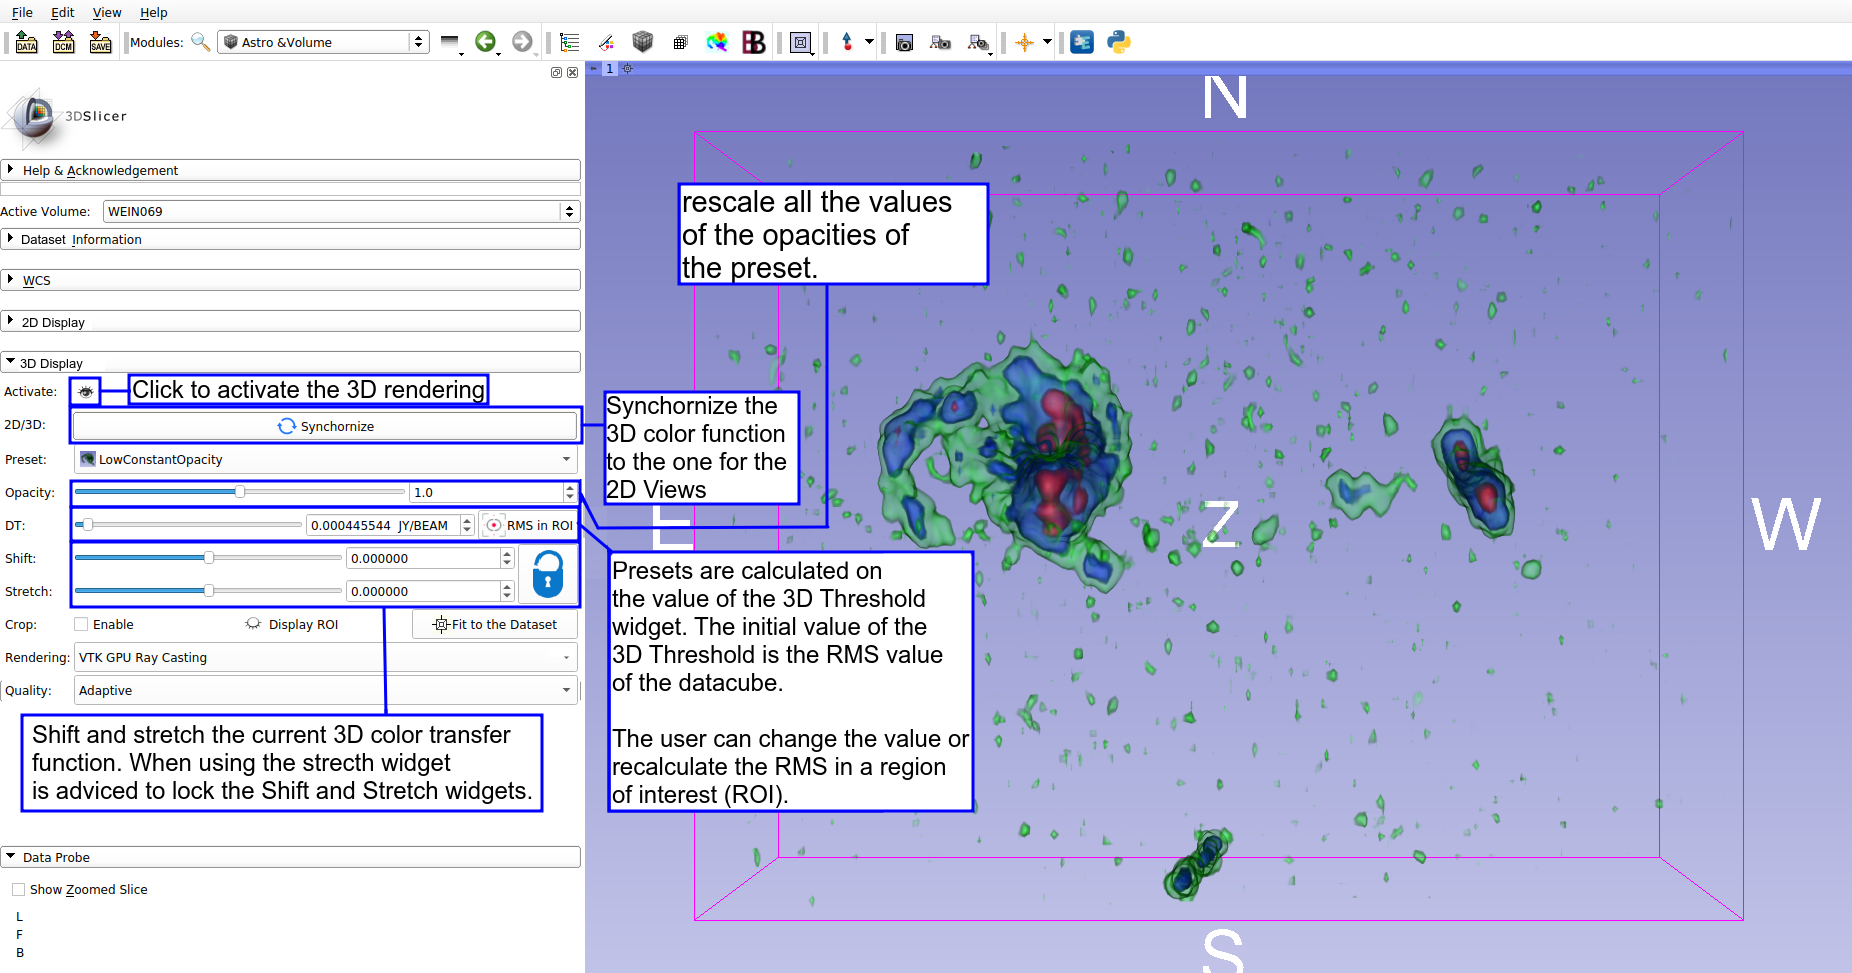 File Edit View Help
DATA DCM SAVE Modules: Astro &Volume
1
3DSlicer
Help & Acknowledgement
Active Volume: WEIN069
Dataset Information
WCS
2D Display
3D Display
Activate: Click to activate the 3D rendering
2D/3D: Synchornize
Preset: LowConstantOpacity
Opacity: 1.0
DT: 0.000445544 JY/BEAM RMS in ROI
Shift: 0.000000
Stretch: 0.000000
Crop: Enable Display ROI Fit to the Dataset
Rendering: VTK GPU Ray Casting
Quality: Adaptive
Shift and stretch the current 3D color transfer
function. When using the strecth widget
is adviced to lock the Shift and Stretch widgets.
Data Probe
Show Zoomed Slice
L
F
B
N
rescale all the values
of the opacities of
the preset.
Synchornize the
3D color function
to the one for the
2D Views
E
Z
W
Presets are calculated on
the value of the 3D Threshold
widget. The initial value of the
3D Threshold is the RMS value
of the datacube.
The user can change the value or
recalculate the RMS in a region
of interest (ROI).
S